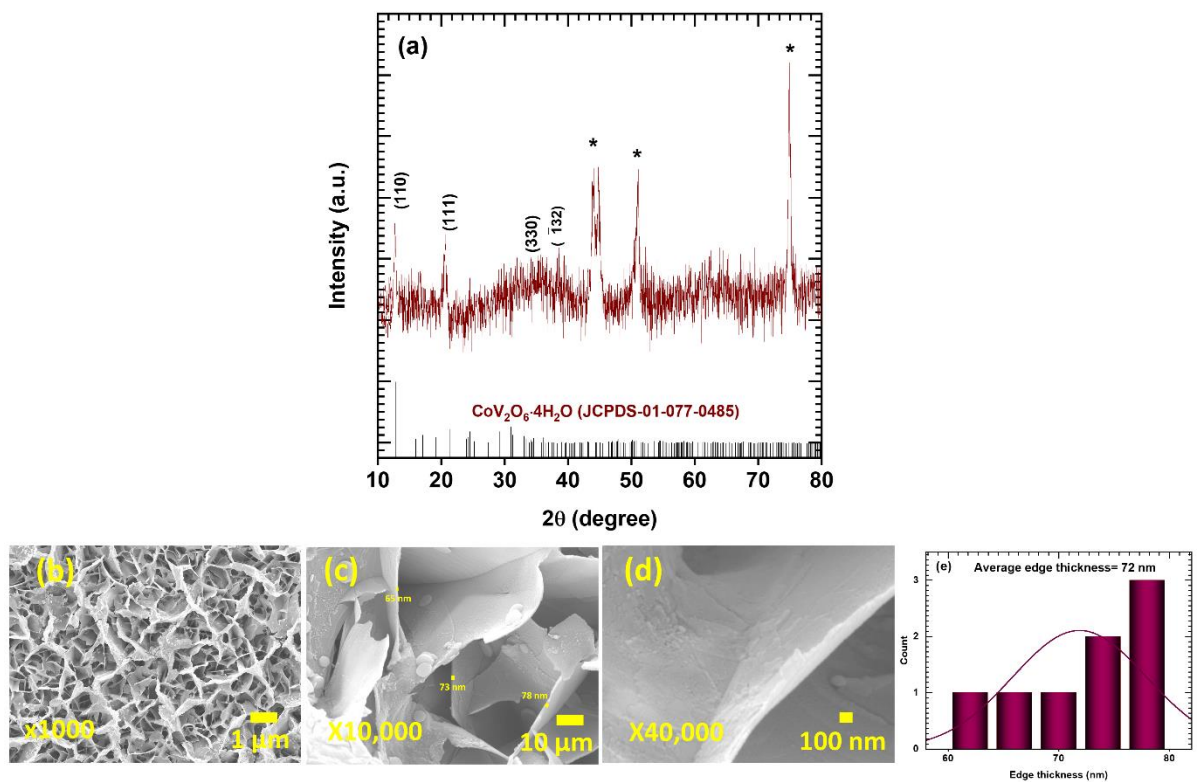 (a)
*
*
*
(110)
(111)
(330)
(1̅32)
Intensity (a.u.)
CoV₂O₆·4H₂O (JCPDS-01-077-0485)
10 20 30 40 50 60 70 80
2θ (degree)
(b)
x1000
1 µm
(c)
65 nm
73 nm
78 nm
X10,000
10 µm
(d)
X40,000
100 nm
(e)
Average edge thickness= 72 nm
Count
3
2
1
0
60 70 80
Edge thickness (nm)